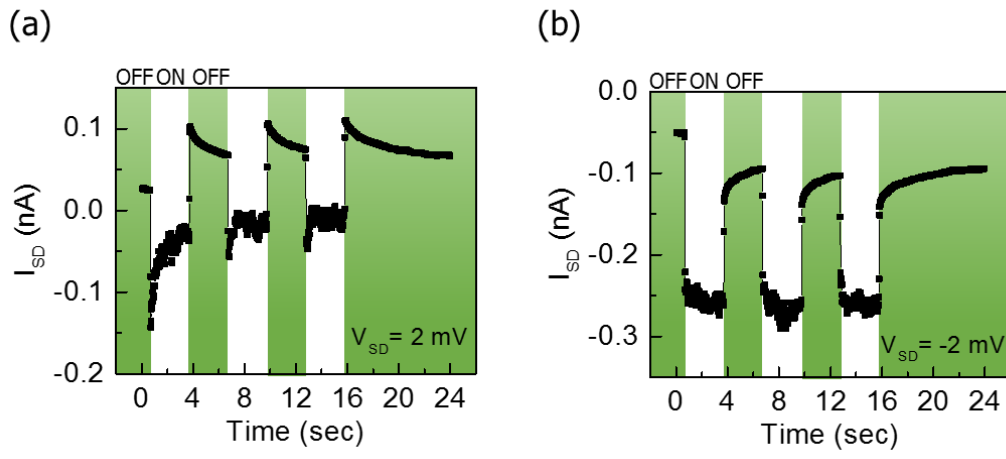 (a)
OFF ON OFF
0.1
0.0
-0.1
-0.2
I_SD (nA)
V_SD= 2 mV
0 4 8 12 16 20 24
Time (sec)
(b)
OFF ON OFF
0.0
-0.1
-0.2
-0.3
I_SD (nA)
V_SD= -2 mV
0 4 8 12 16 20 24
Time (sec)